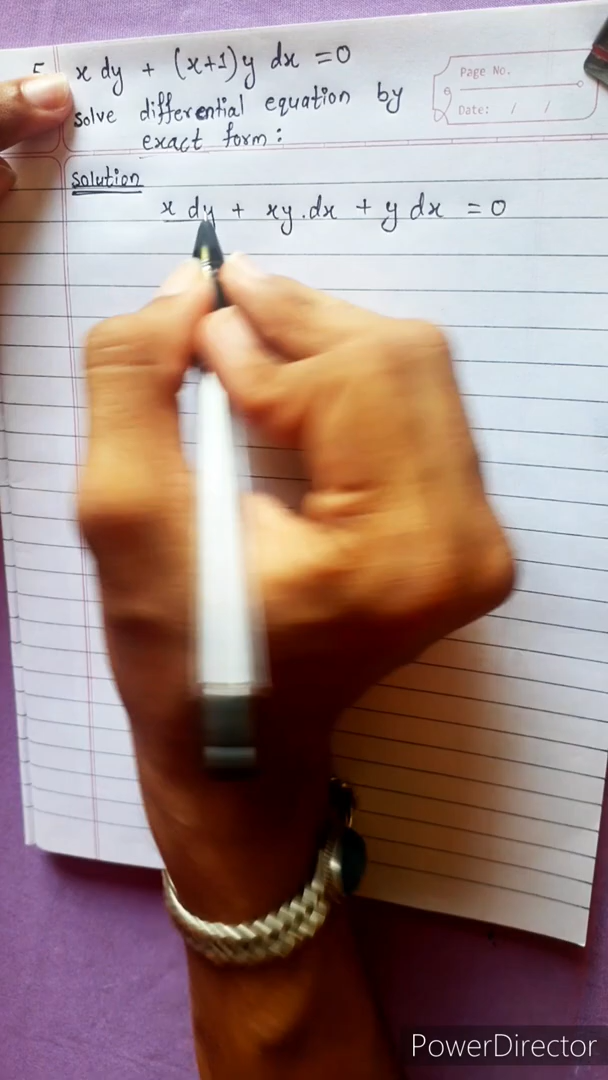 5 x dy + (x+1)y dx = 0
Page No.
solve differential equation by
Date: / /
exact form:
solution
x dy + xy.dx + y dx = 0
PowerDirector